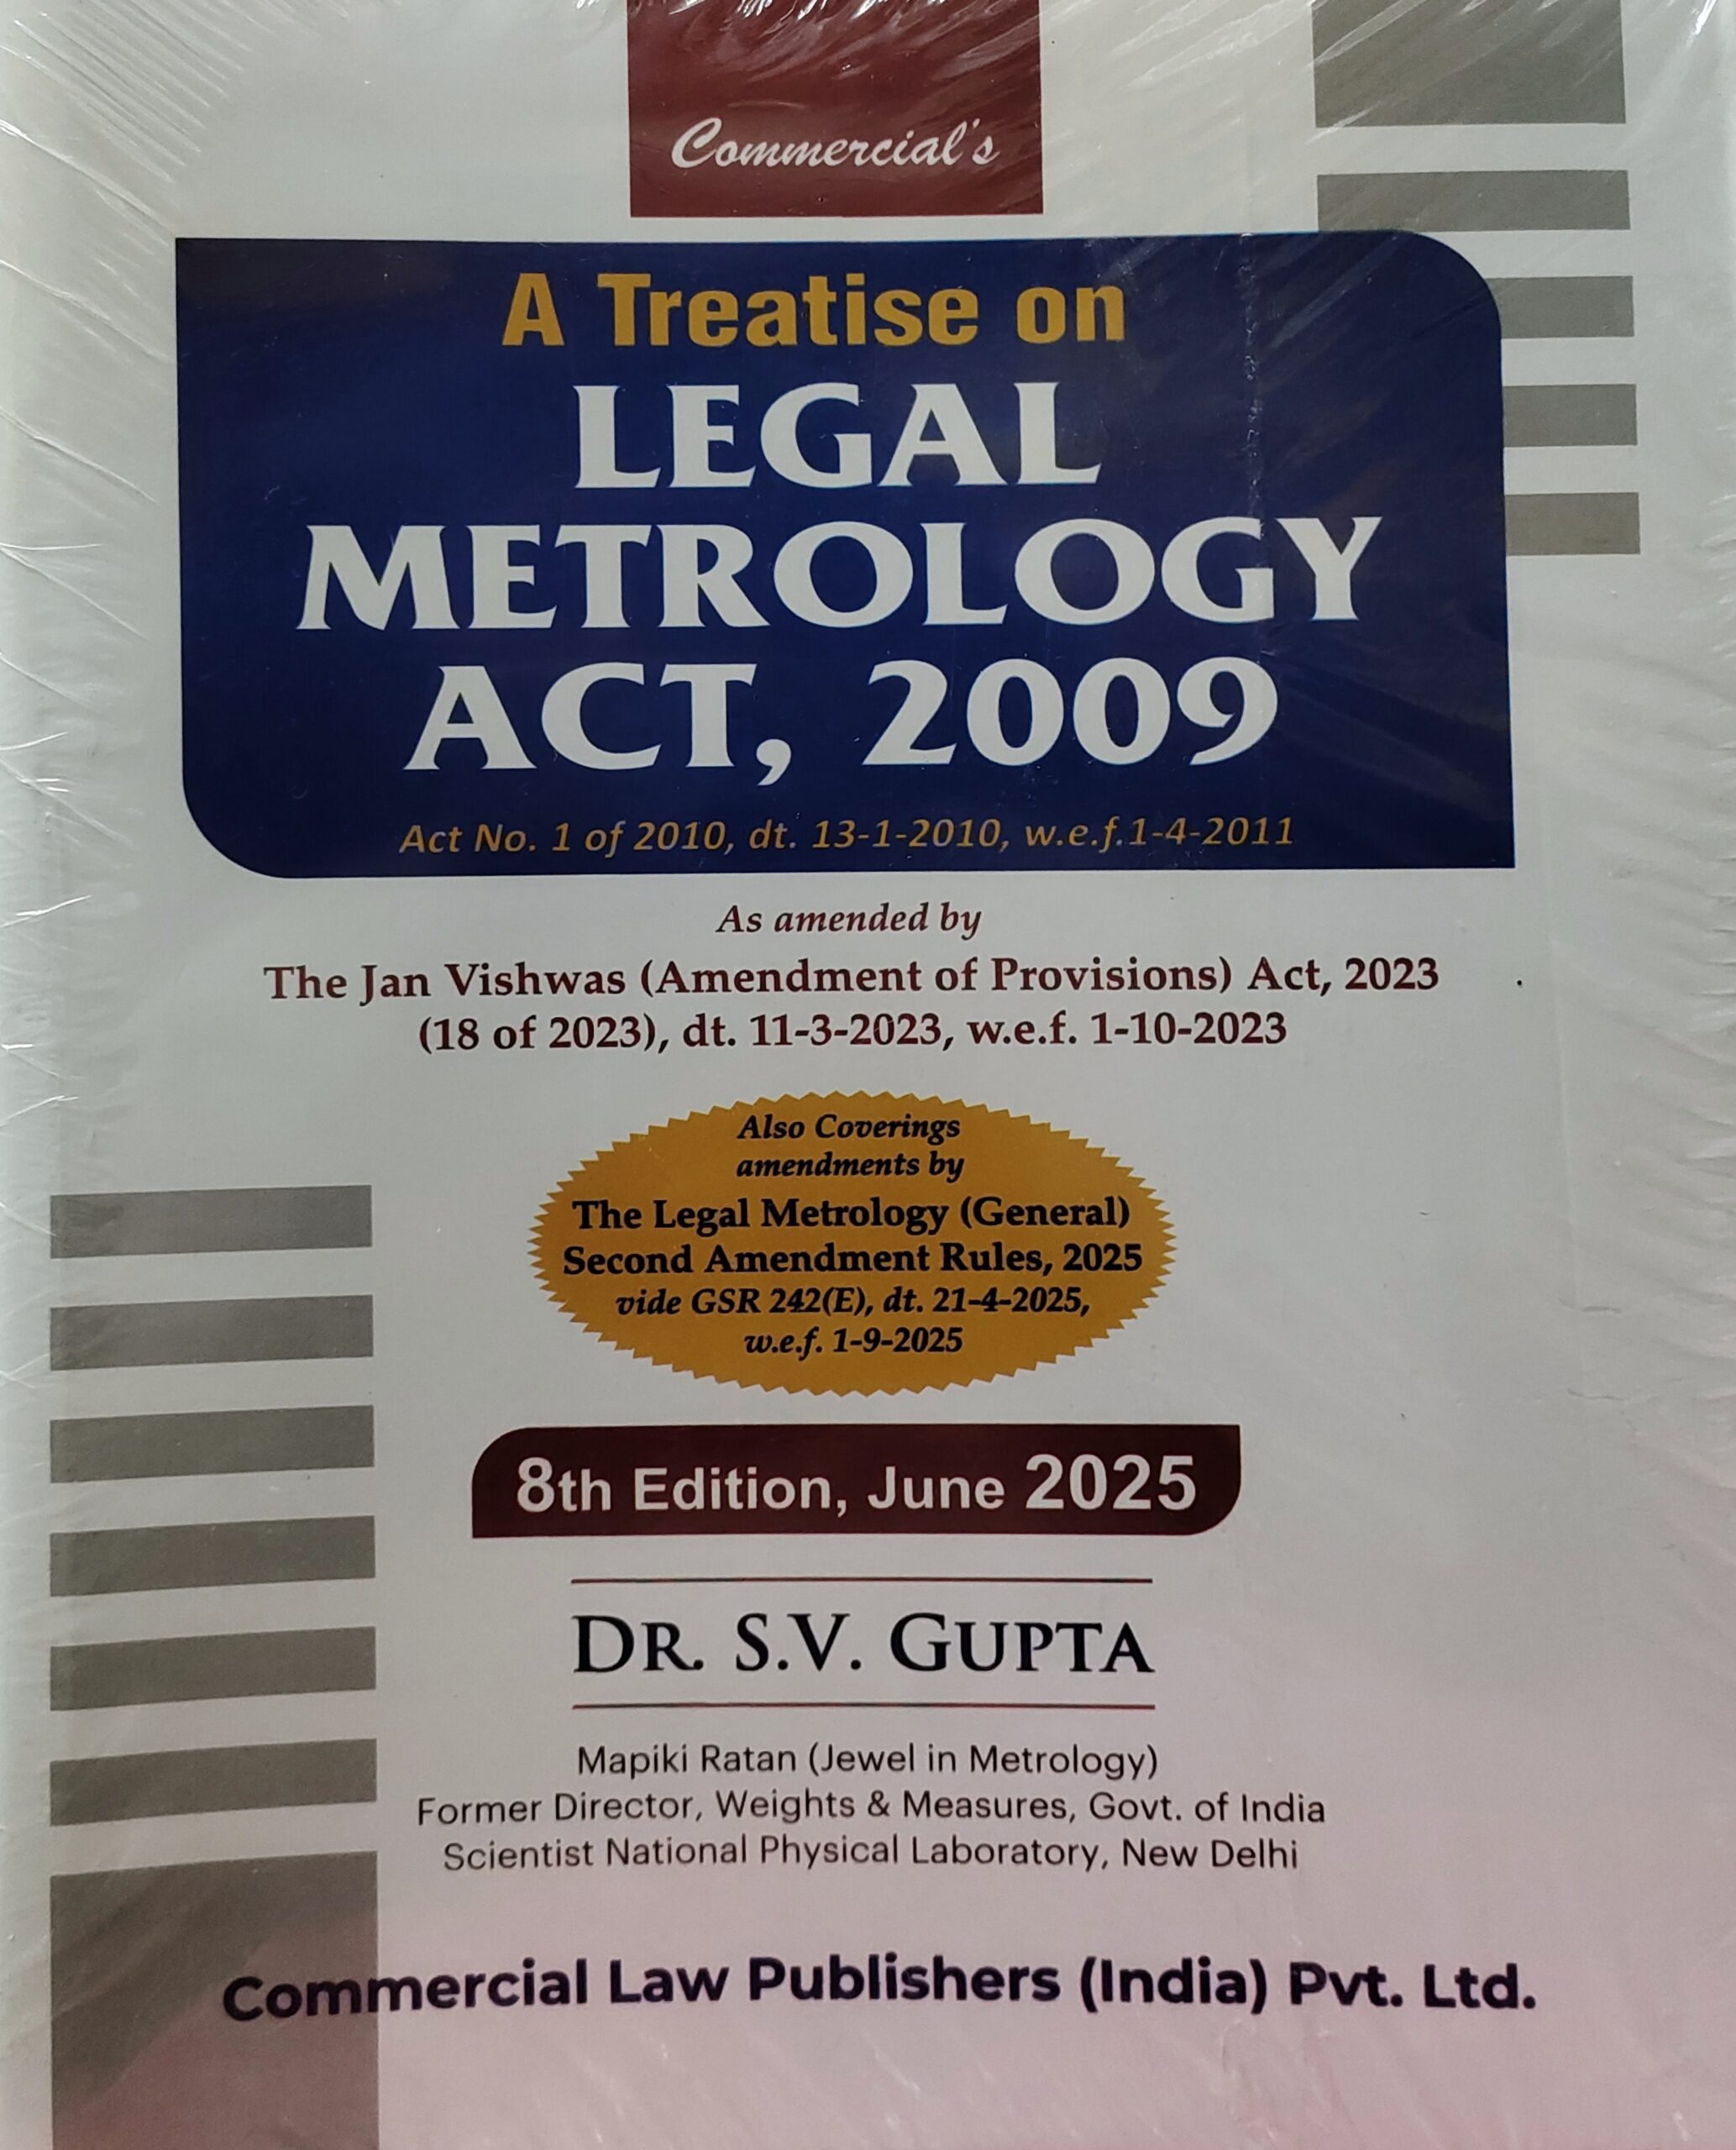 Commercial's
A Treatise on
LEGAL
METROLOGY
ACT, 2009
Act No. 1 of 2010, dt. 13-1-2010, w.e.f.1-4-2011
As amended by
The Jan Vishwas (Amendment of Provisions) Act, 2023
(18 of 2023), dt. 11-3-2023, w.e.f. 1-10-2023
Also Coverings
amendments by
The Legal Metrology (General)
Second Amendment Rules, 2025
vide GSR 242(E), dt. 21-4-2025,
w.e.f. 1-9-2025
8th Edition, June 2025
DR. S.V. GUPTA
Mapiki Ratan (Jewel in Metrology)
Former Director, Weights & Measures, Govt. of India
Scientist National Physical Laboratory, New Delhi
Commercial Law Publishers (India) Pvt. Ltd.